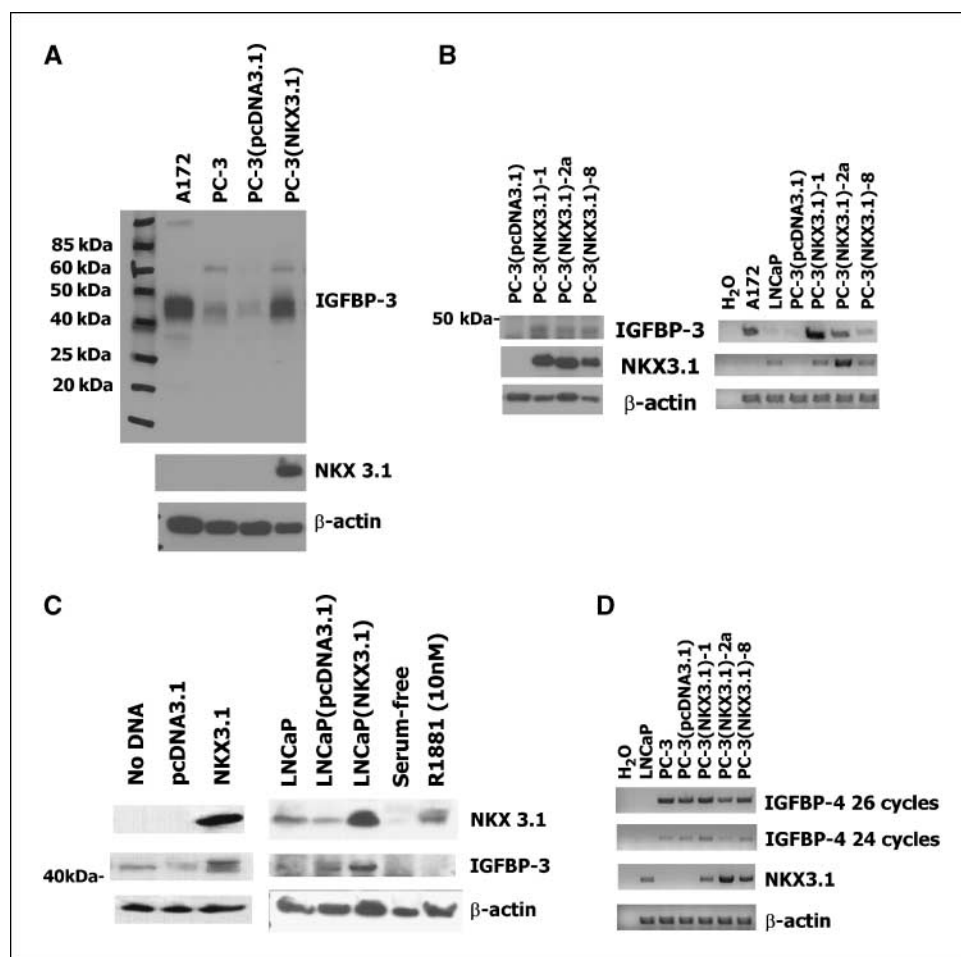 A
A172
PC-3
PC-3(pcDNA3.1)
PC-3(NKX3.1)
85 kDa
60 kDa
50 kDa
40 kDa
25 kDa
20 kDa
IGFBP-3
NKX 3.1
β-actin
B
PC-3(pcDNA3.1)
PC-3(NKX3.1)-1
PC-3(NKX3.1)-2a
PC-3(NKX3.1)-8
50 kDa-
IGFBP-3
NKX3.1
β-actin
H2O
A172
LNCaP
PC-3(pcDNA3.1)
PC-3(NKX3.1)-1
PC-3(NKX3.1)-2a
PC-3(NKX3.1)-8
C
No DNA
pcDNA3.1
NKX3.1
40kDa-
LNCaP
LNCaP(pcDNA3.1)
LNCaP(NKX3.1)
Serum-free
R1881 (10nM)
NKX 3.1
IGFBP-3
β-actin
D
H2O
LNCaP
PC-3
PC-3(pcDNA3.1)
PC-3(NKX3.1)-1
PC-3(NKX3.1)-2a
PC-3(NKX3.1)-8
IGFBP-4 26 cycles
IGFBP-4 24 cycles
NKX3.1
β-actin